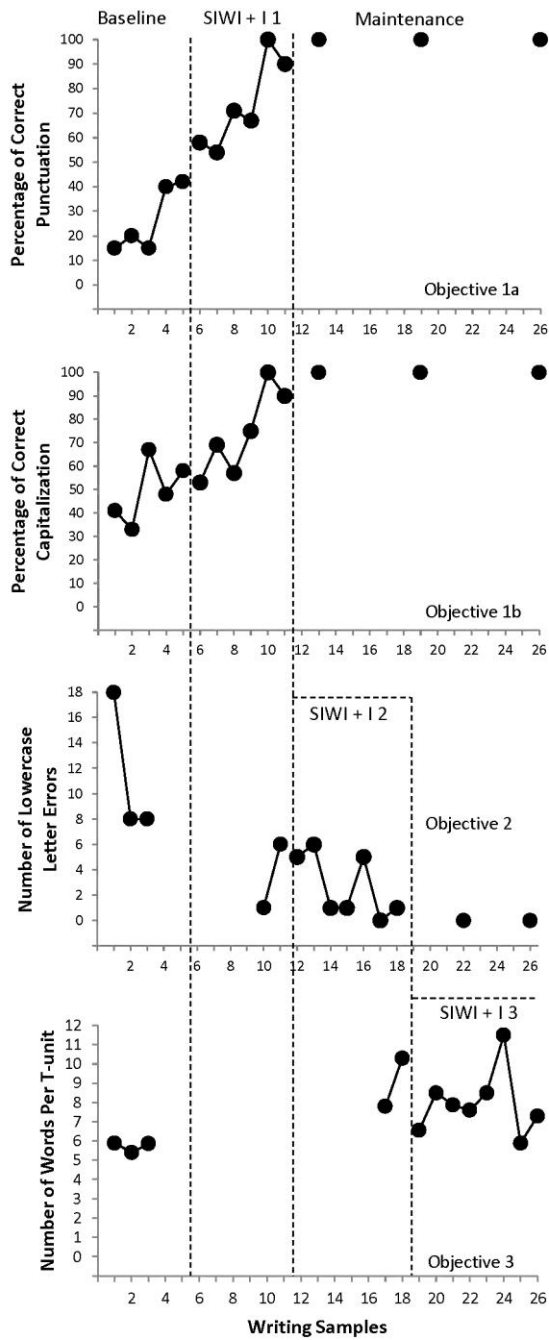 Baseline SIWI + I 1 Maintenance
100
90
80
70
60
50
40
30
20
10
0
Percentage of Correct
Punctuation
Objective 1a
2 4 6 8 10 12 14 16 18 20 22 24 26
100
90
80
70
60
50
40
30
20
10
0
Percentage of Correct
Capitalization
Objective 1b
2 4 6 8 10 12 14 16 18 20 22 24 26
18
16
14
12
10
8
6
4
2
0
Number of Lowercase
Letter Errors
SIWI + I 2
Objective 2
2 4 6 8 10 12 14 16 18 20 22 24 26
12
11
10
9
8
7
6
5
4
3
2
1
0
Number of Words Per T-unit
SIWI + I 3
Objective 3
2 4 6 8 10 12 14 16 18 20 22 24 26
Writing Samples